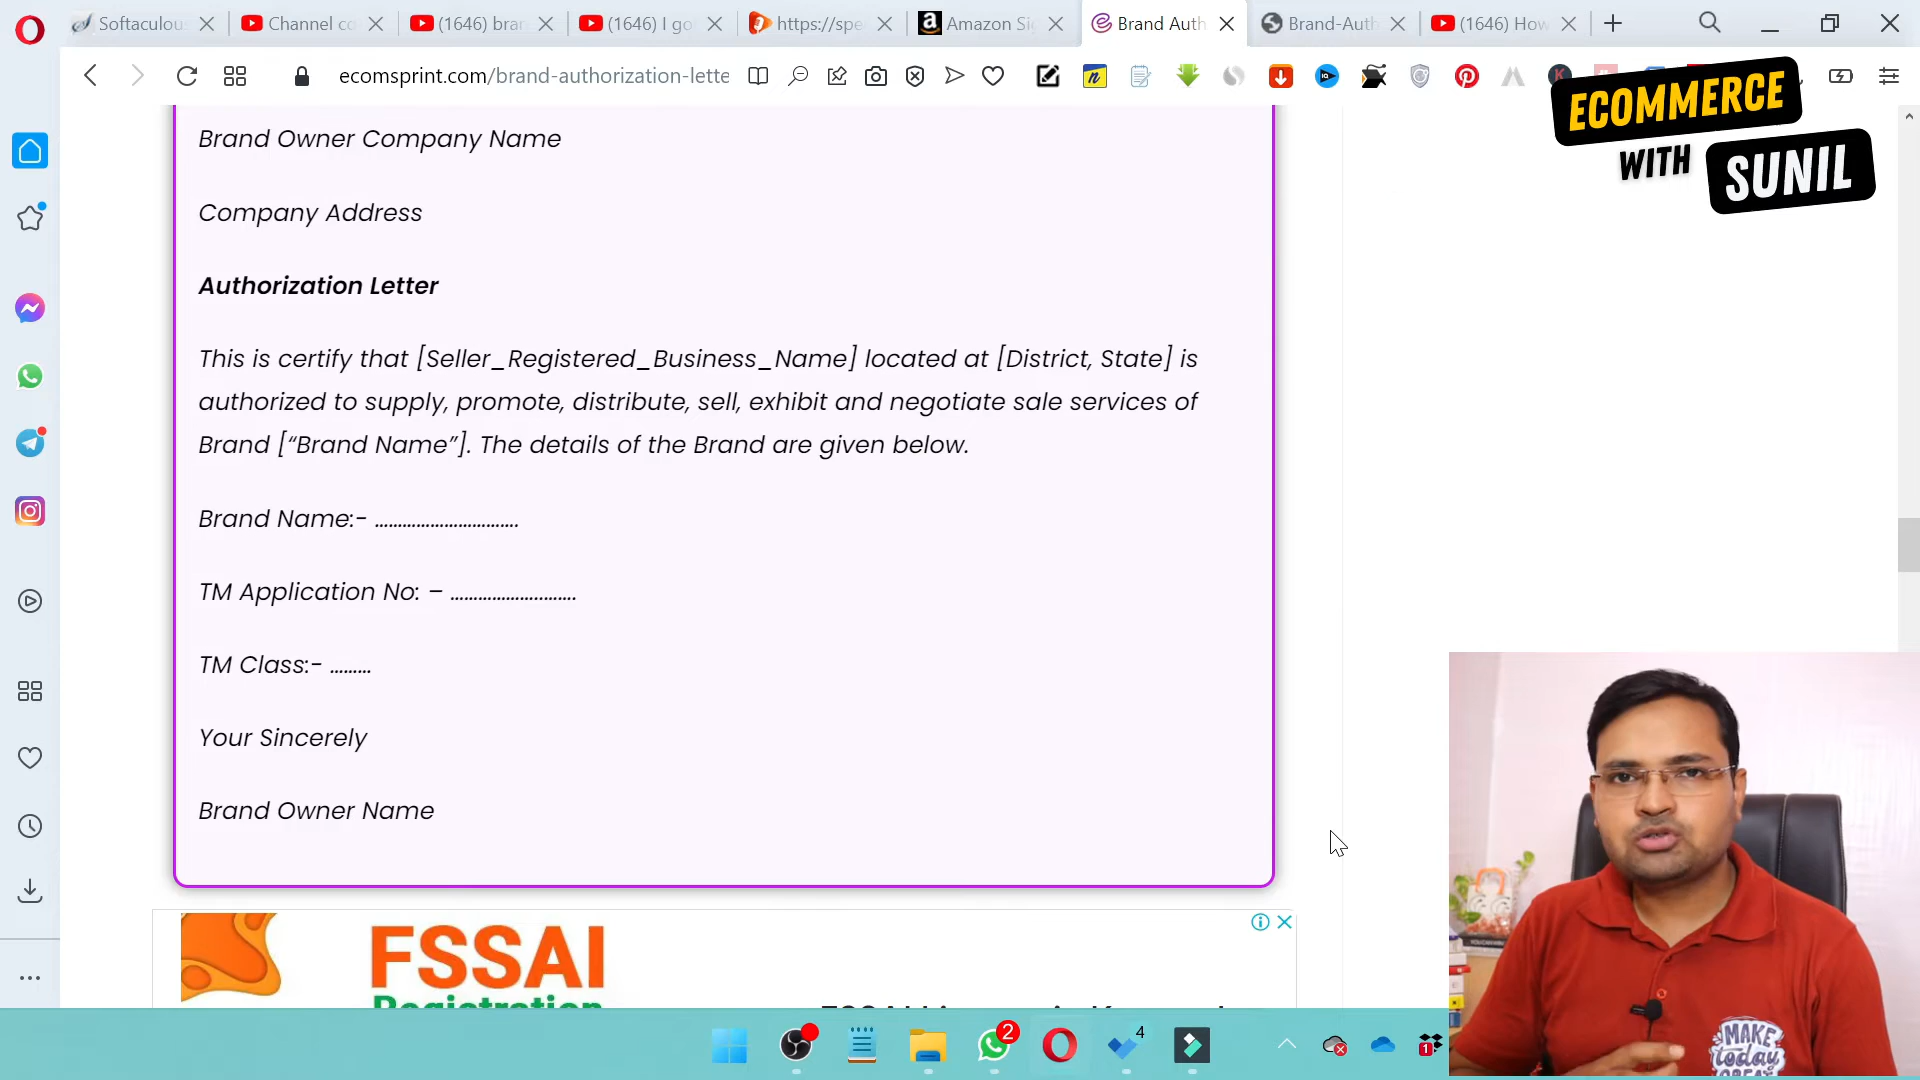 Softaculous
Channel co
(1646) bran
(1646) I go
https://spe
Amazon Si
Brand Auth
Brand-Auth
(1646) How
ecomsprint.com/brand-authorization-lette
ECOMMERCE
WITH SUNIL
Brand Owner Company Name
Company Address
Authorization Letter
This is certify that [Seller_Registered_Business_Name] located at [District, State] is
authorized to supply, promote, distribute, sell, exhibit and negotiate sale services of
Brand [“Brand Name”]. The details of the Brand are given below.
Brand Name:- ...............................
TM Application No: – ...........................
TM Class:- .........
Your Sincerely
Brand Owner Name
FSSAI
Registration
MAKE
today
GREAT
2
4
1